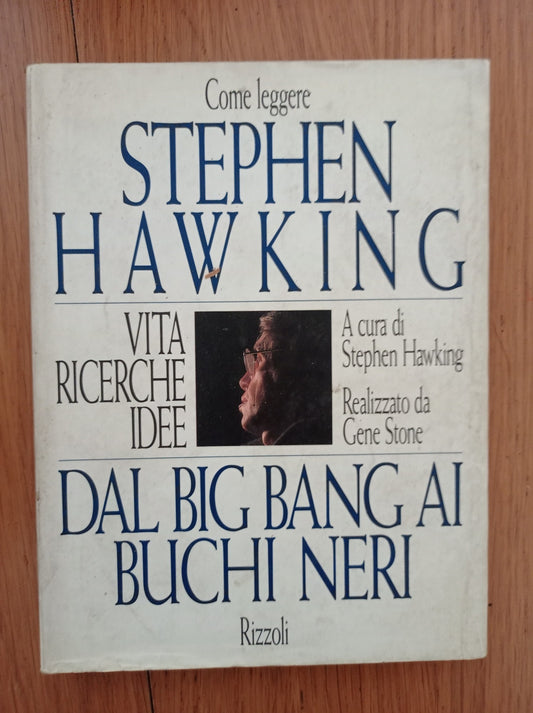 Come leggere
STEPHEN
HAWKING
VITA
RICERCHE
IDEE
A cura di
Stephen Hawking
Realizzato da
Gene Stone
DAL BIG BANG AI
BUCHI NERI
Rizzoli